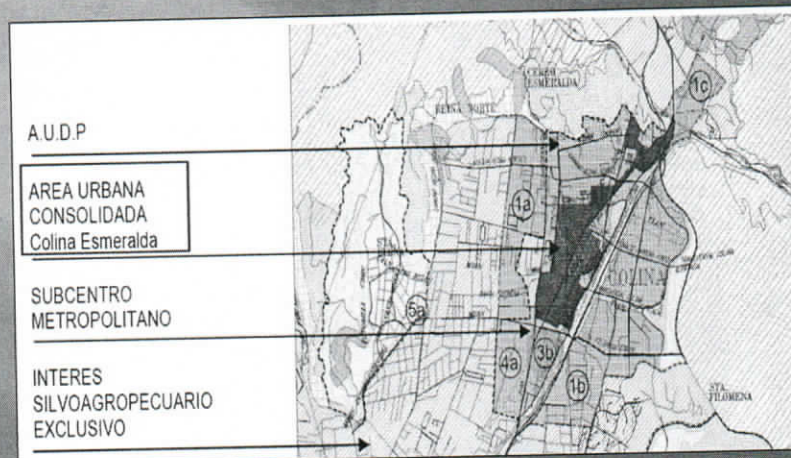 A.U.D.P
AREA URBANA
CONSOLIDADA
Colina Esmeralda
SUBCENTRO
METROPOLITANO
INTERES
SILVOAGROPECUARIO
EXCLUSIVO
CERRO
ESMERALDA
REINA NORTE
1c
1a
COLINA
5a
4a
3b
1b
STA.
FILOMENA